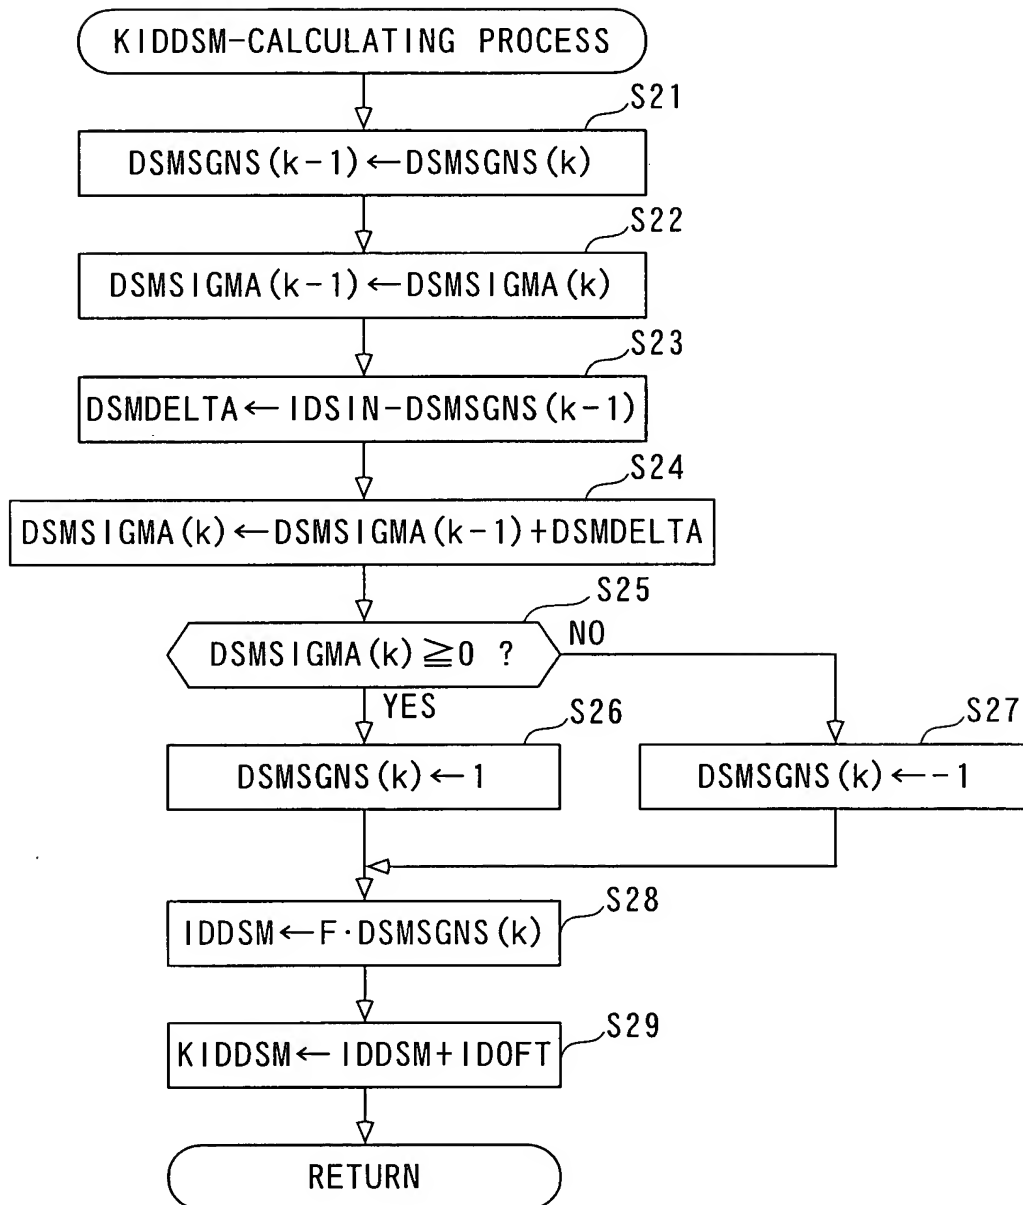 KIDDSM-CALCULATING PROCESS
S21
DSMSGNS(k-1)←DSMSGNS(k)
S22
DSMSIGMA(k-1)←DSMSIGMA(k)
S23
DSMDELTA←IDSIN-DSMSGNS(k-1)
S24
DSMSIGMA(k)←DSMSIGMA(k-1)+DSMDELTA
S25
DSMSIGMA(k)≧0 ?
NO
YES
S26
DSMSGNS(k)←1
S27
DSMSGNS(k)←-1
S28
IDDSM←F·DSMSGNS(k)
S29
KIDDSM←IDDSM+IDOFT
RETURN